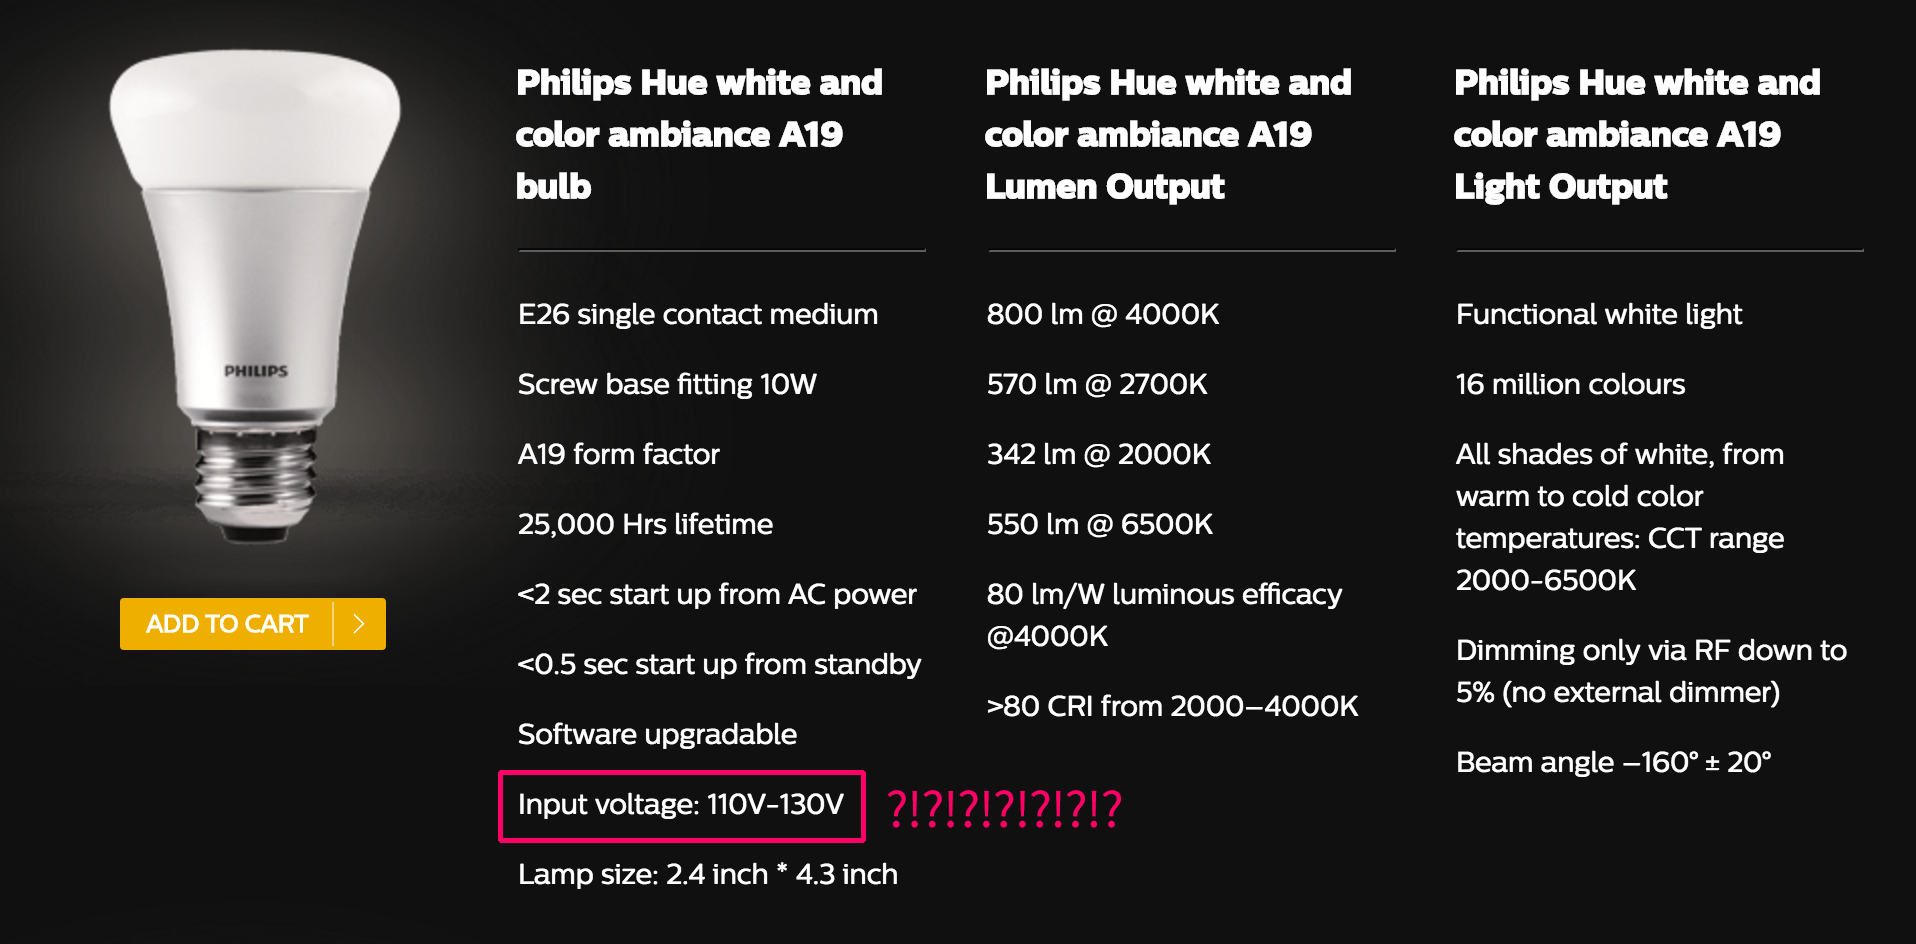 PHILIPS
ADD TO CART
Philips Hue white and
color ambiance A19
bulb
E26 single contact medium
Screw base fitting 10W
A19 form factor
25,000 Hrs lifetime
<2 sec start up from AC power
<0.5 sec start up from standby
Software upgradable
Input voltage: 110V-130V
?!?!?!?!?!?!?
Lamp size: 2.4 inch * 4.3 inch
Philips Hue white and
color ambiance A19
Lumen Output
800 lm @ 4000K
570 lm @ 2700K
342 lm @ 2000K
550 lm @ 6500K
80 lm/W luminous efficacy
@4000K
>80 CRI from 2000–4000K
Philips Hue white and
color ambiance A19
Light Output
Functional white light
16 million colours
All shades of white, from
warm to cold color
temperatures: CCT range
2000-6500K
Dimming only via RF down to
5% (no external dimmer)
Beam angle –160° ± 20°